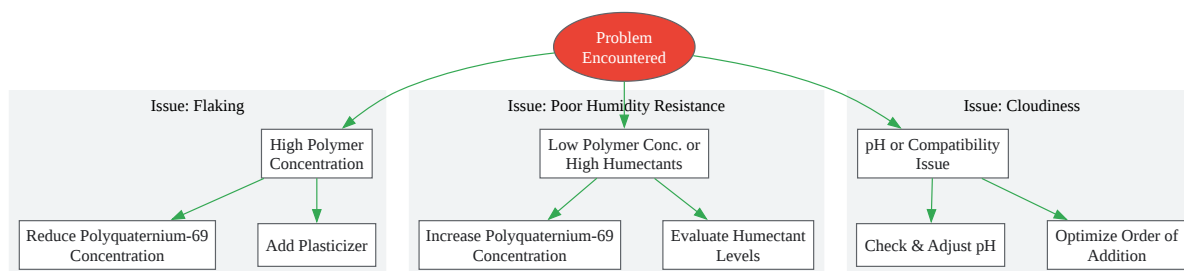 Problem
Encountered
Issue: Flaking
Issue: Poor Humidity Resistance
Issue: Cloudiness
High Polymer
Concentration
Low Polymer Conc. or
High Humectants
pH or Compatibility
Issue
Reduce Polyquaternium-69
Concentration
Add Plasticizer
Increase Polyquaternium-69
Concentration
Evaluate Humectant
Levels
Check & Adjust pH
Optimize Order of
Addition